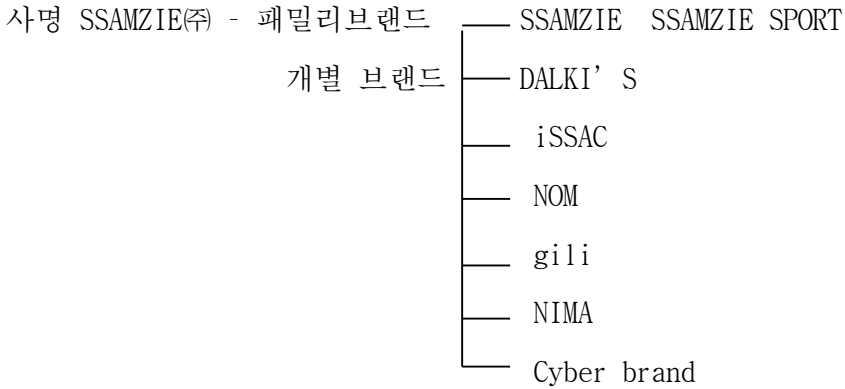 사명 SSAMZIE㈜ - 패밀리브랜드 SSAMZIE SSAMZIE SPORT
개별 브랜드 DALKI’S
iSSAC
NOM
gili
NIMA
Cyber brand